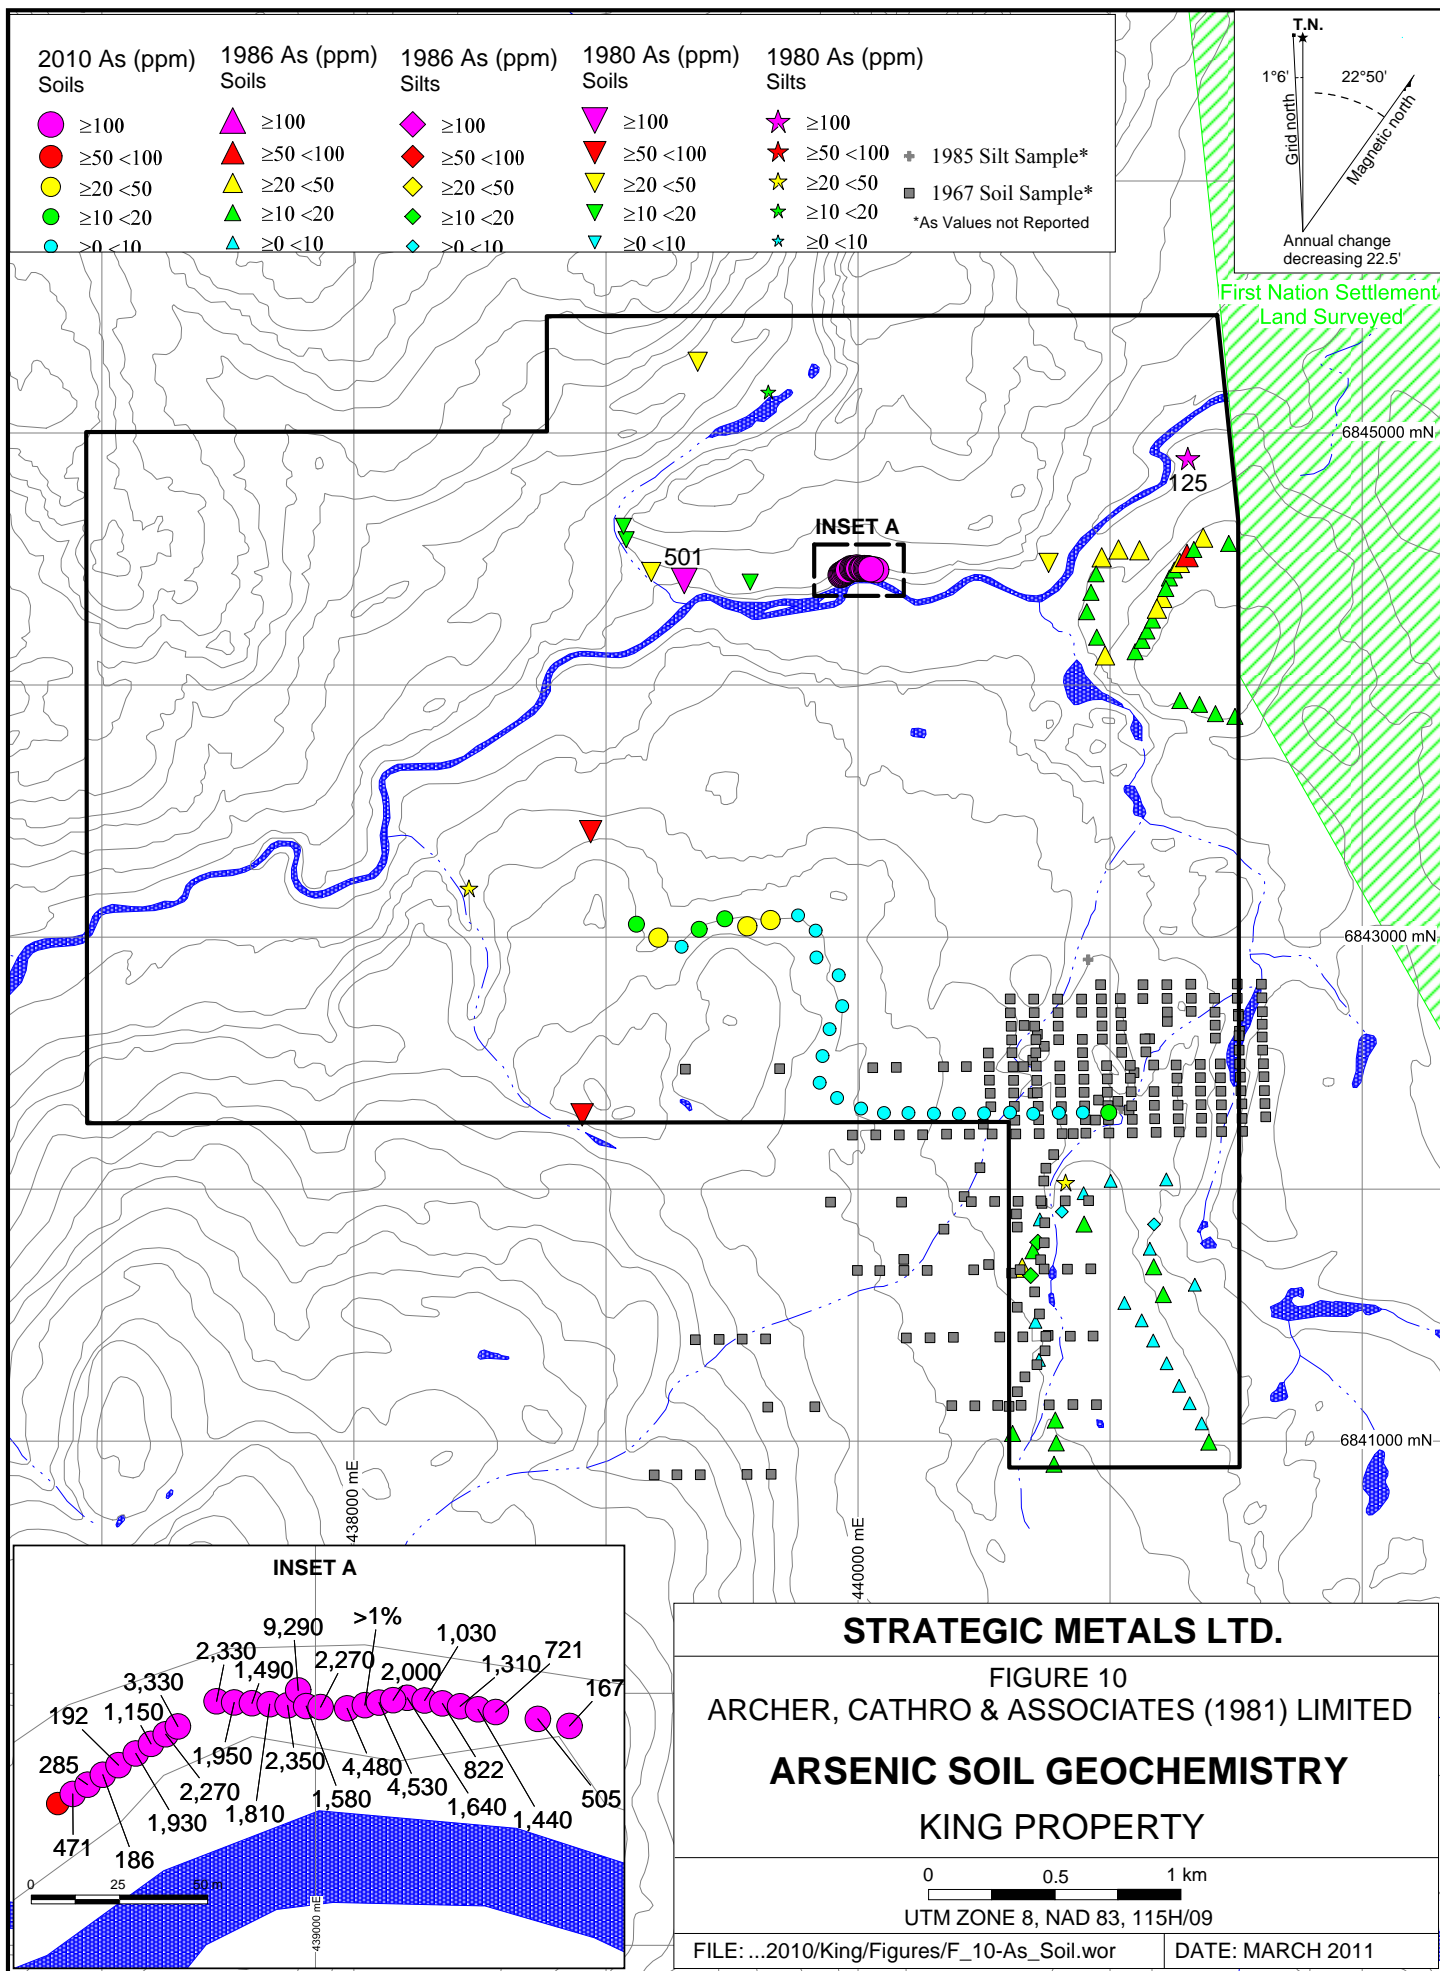 2010 As (ppm)
Soils
≥100
≥50 <100
≥20 <50
≥10 <20
≥0 <10
1986 As (ppm)
Soils
≥100
≥50 <100
≥20 <50
≥10 <20
≥0 <10
1986 As (ppm)
Silts
≥100
≥50 <100
≥20 <50
≥10 <20
≥0 <10
1980 As (ppm)
Soils
≥100
≥50 <100
≥20 <50
≥10 <20
≥0 <10
1980 As (ppm)
Silts
≥100
≥50 <100
≥20 <50
≥10 <20
≥0 <10
1985 Silt Sample*
1967 Soil Sample*
*As Values not Reported
T.N.
1°6'
22°50'
Grid north
Magnetic north
Annual change
decreasing 22.5'
First Nation Settlement
Land Surveyed
6845000 mN
125
INSET A
501
6843000 mN
6841000 mN
438000 mE
440000 mE
INSET A
>1%
9,290
1,030
2,330
2,270
721
1,490
2,000
1,310
3,330
167
192
1,150
285
1,950
2,350
4,480
822
2,270
4,530
505
1,930
1,810
1,580
1,640
1,440
471
186
0
25
50 m
439000 mE
STRATEGIC METALS LTD.
FIGURE 10
ARCHER, CATHRO & ASSOCIATES (1981) LIMITED
ARSENIC SOIL GEOCHEMISTRY
KING PROPERTY
0
0.5
1 km
UTM ZONE 8, NAD 83, 115H/09
FILE: ...2010/King/Figures/F_10-As_Soil.wor
DATE: MARCH 2011